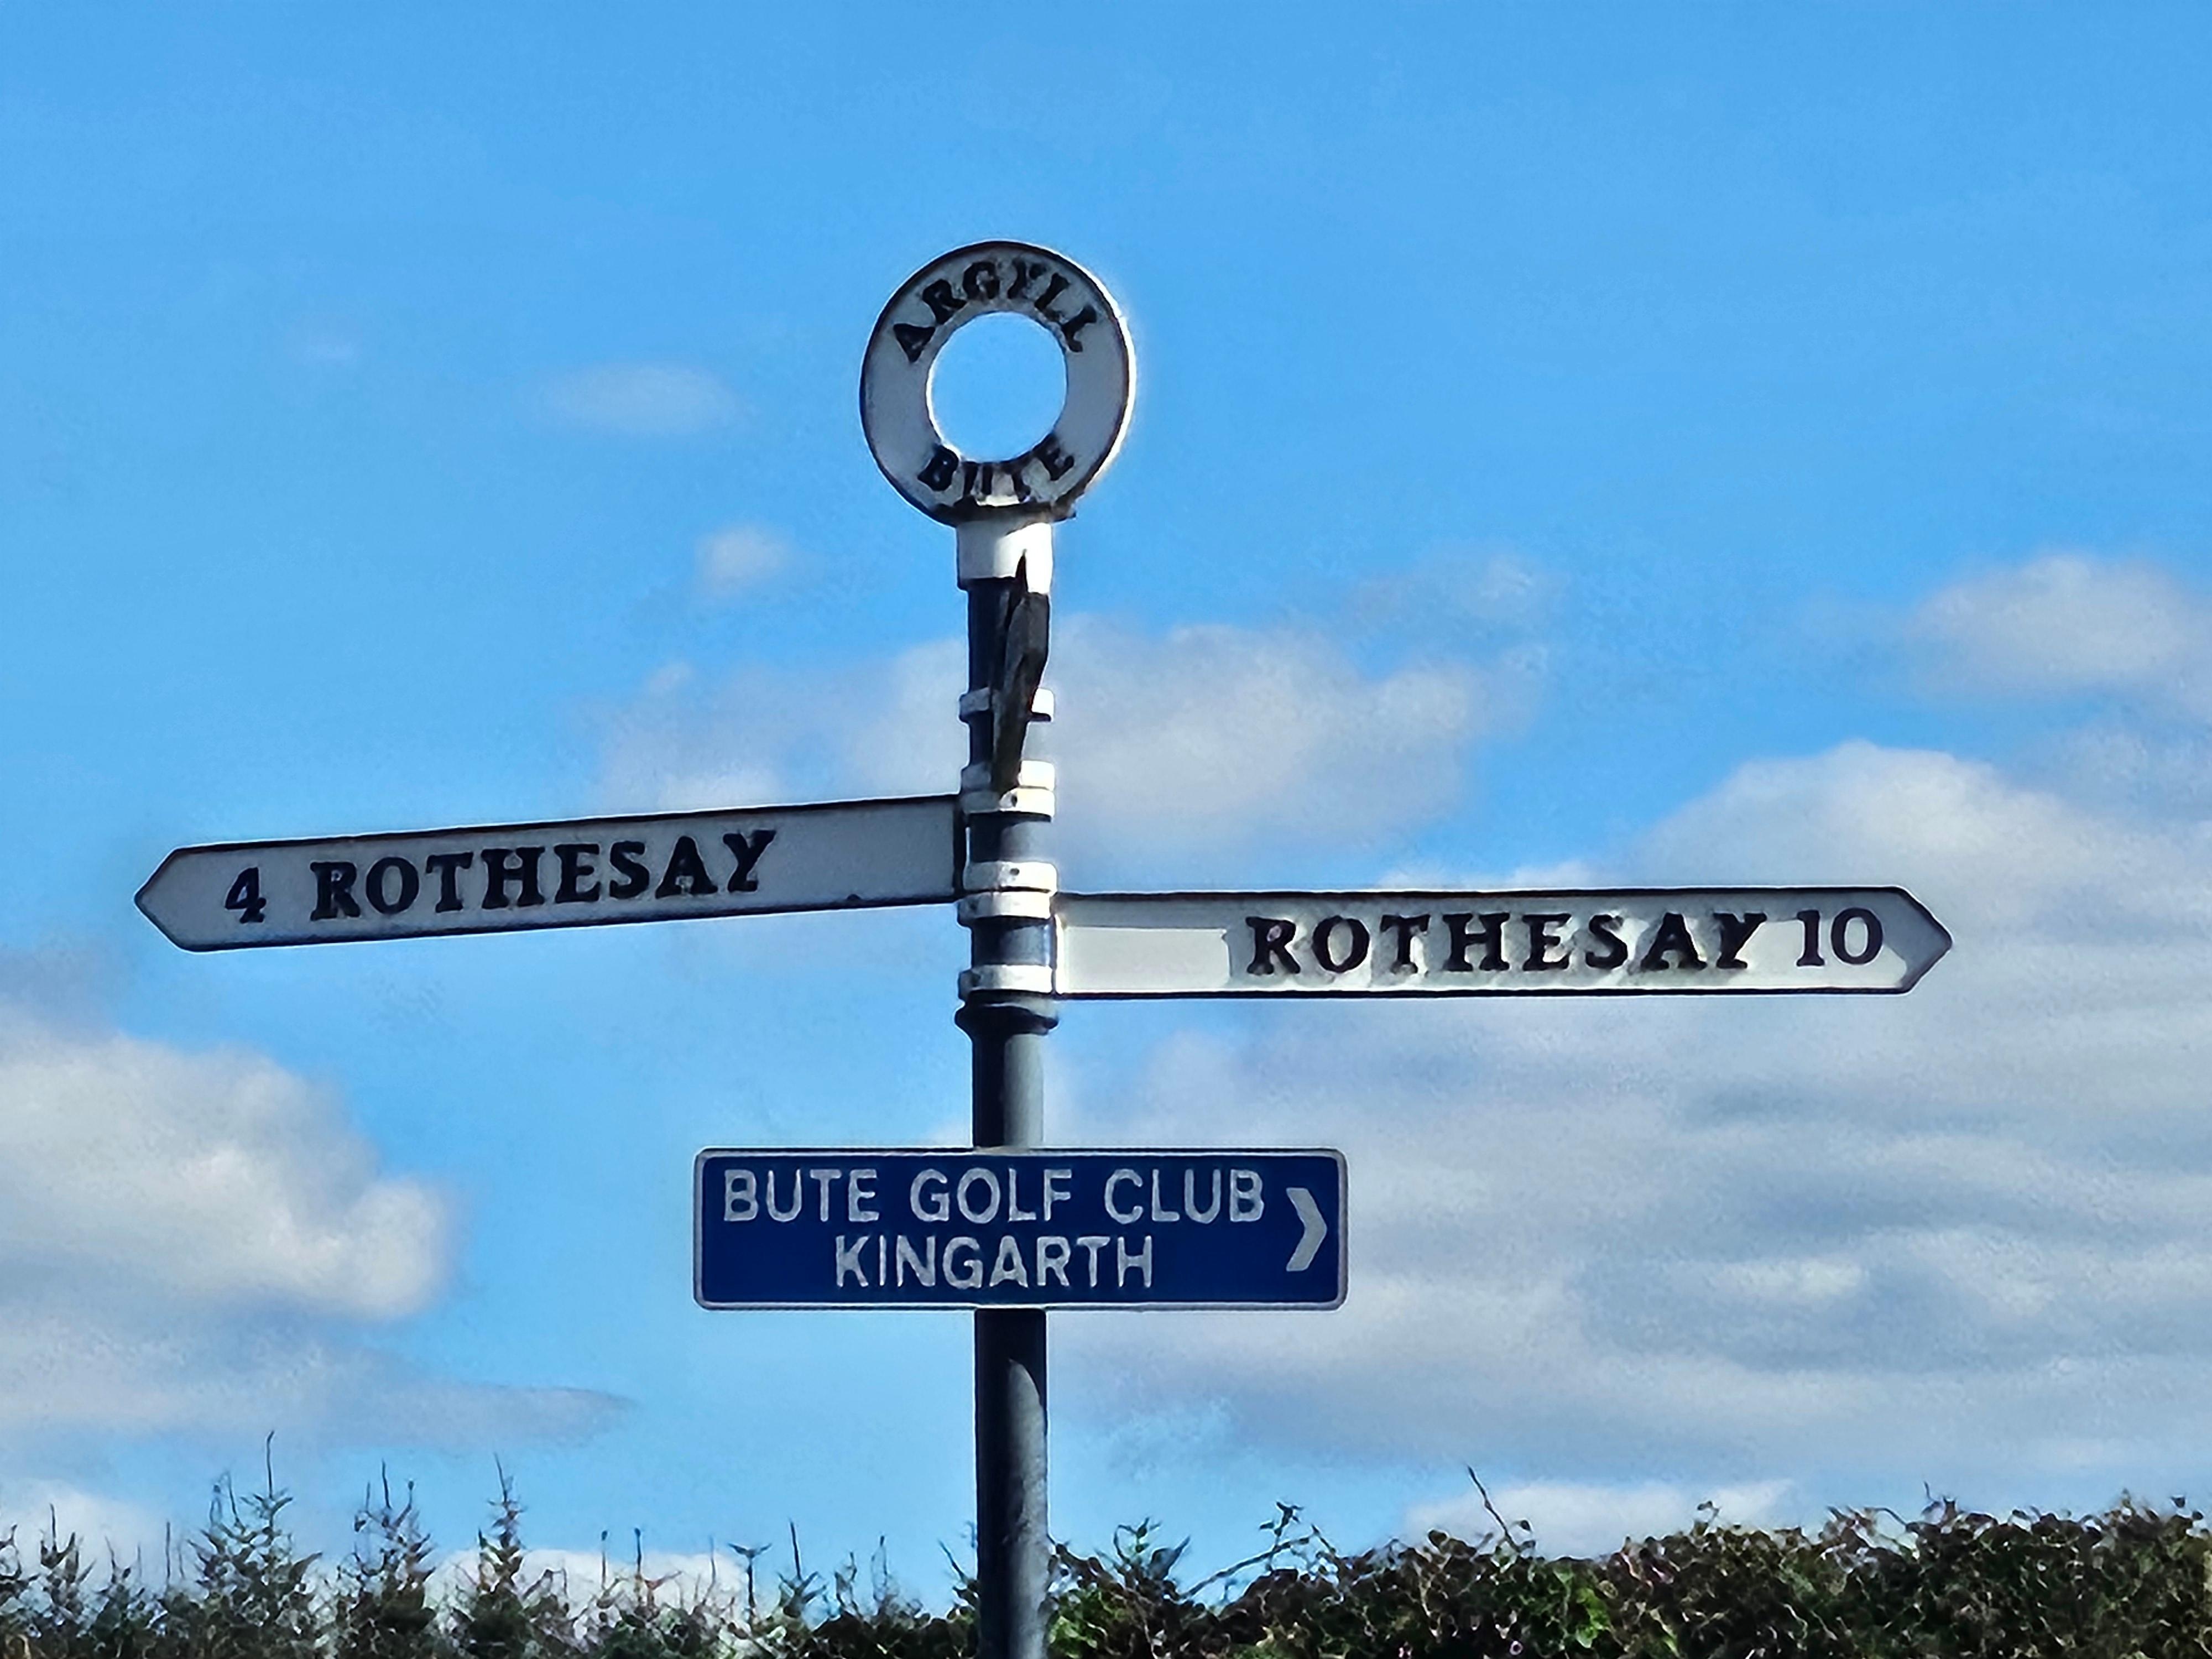 ARGYLL
BUTE
4 ROTHESAY
ROTHESAY 10
BUTE GOLF CLUB
KINGARTH